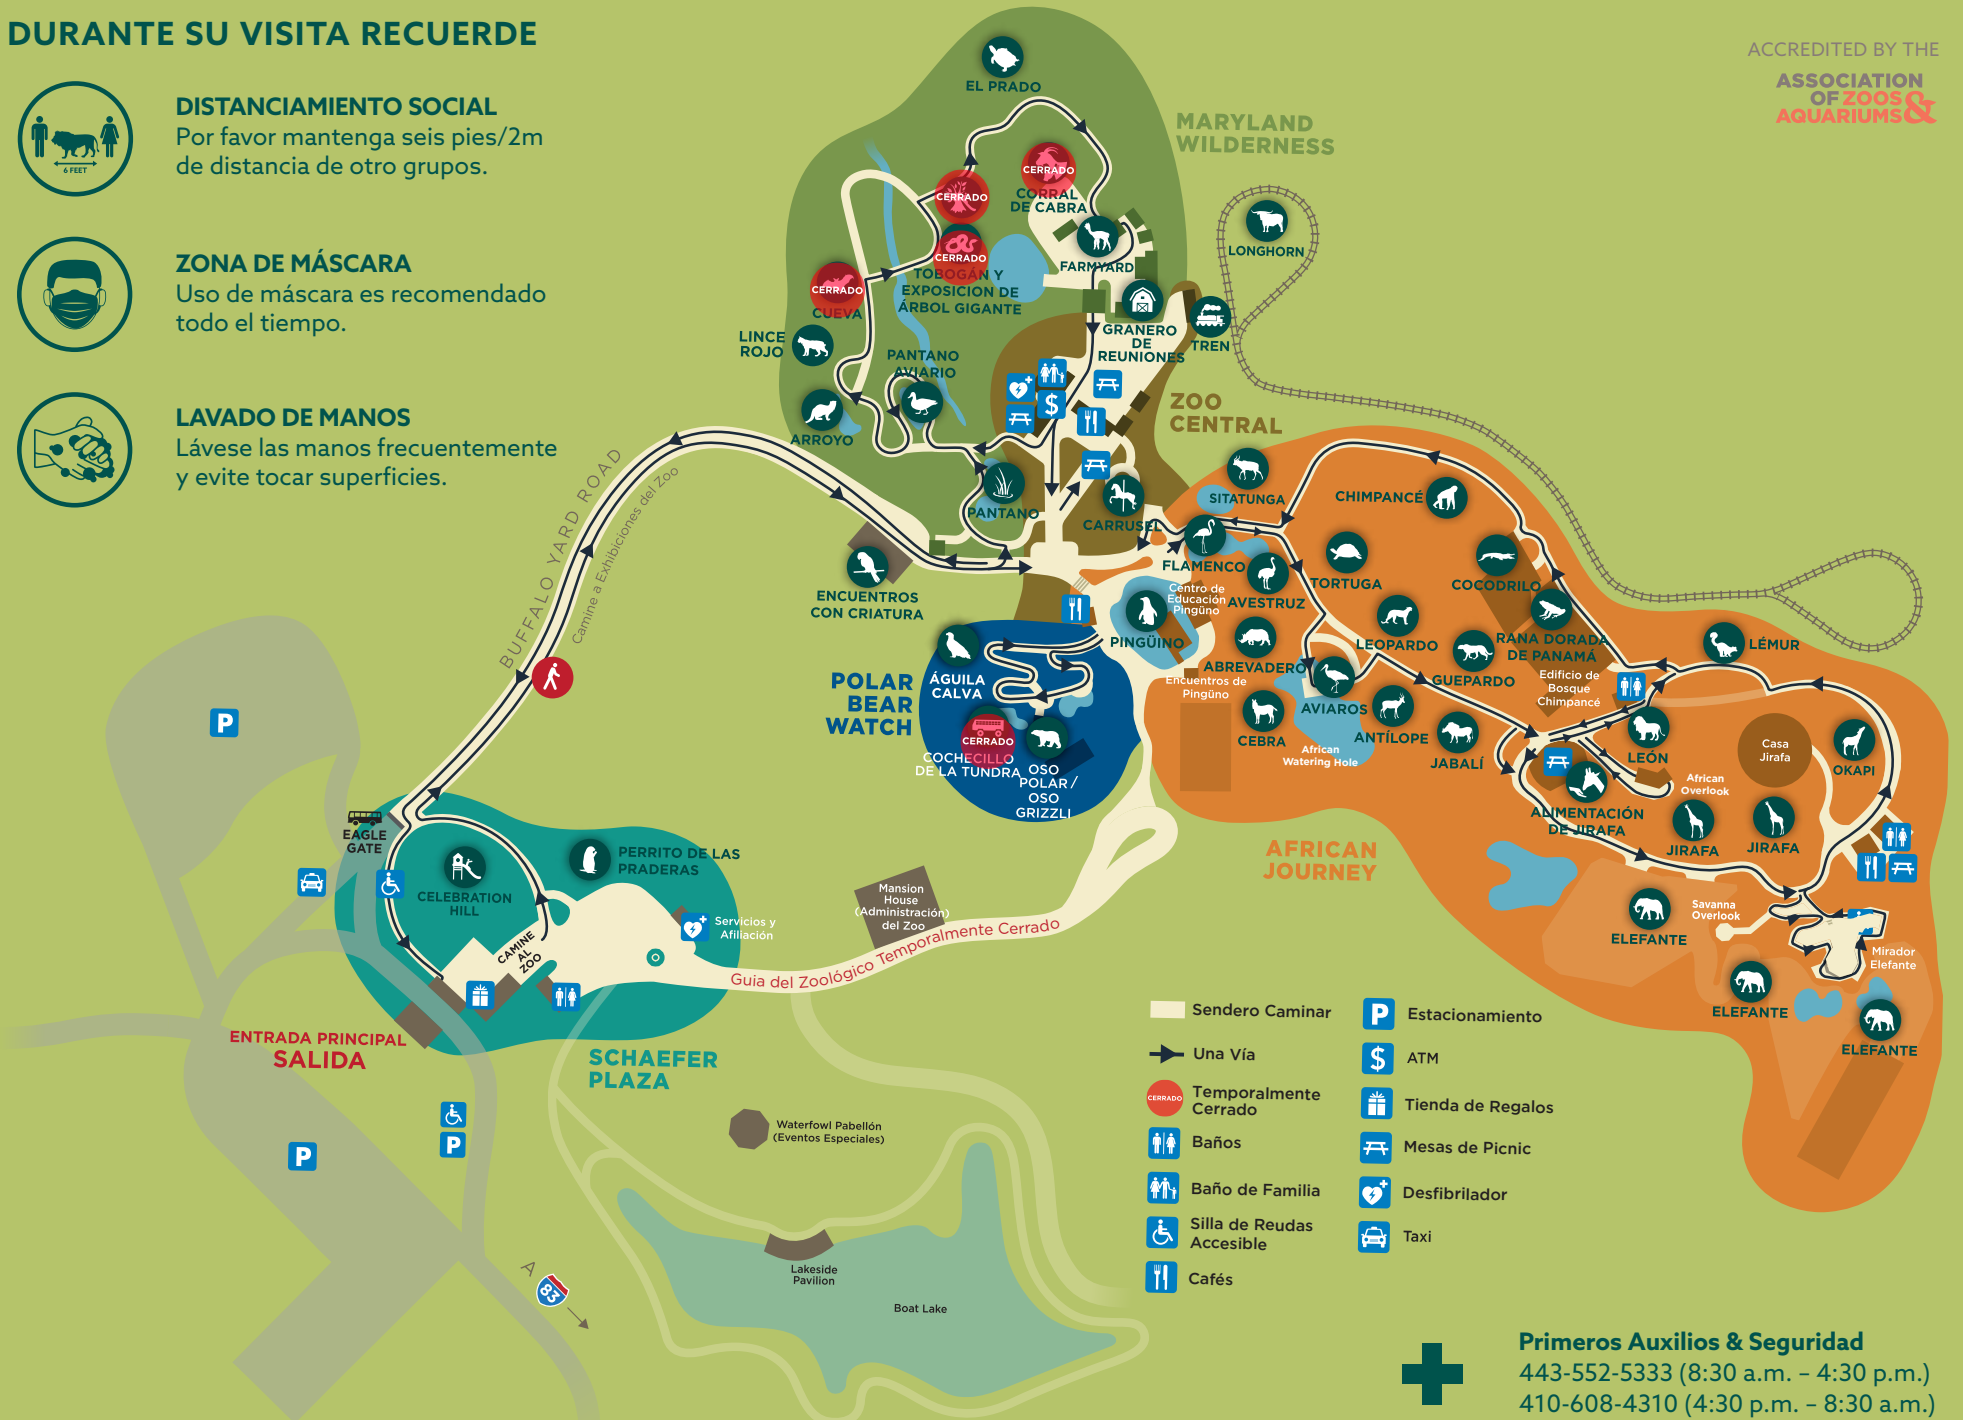 DURANTE SU VISITA RECUERDE
DISTANCIAMIENTO SOCIAL
Por favor mantenga seis pies/2m
de distancia de otro grupos.
6 FEET
ZONA DE MÁSCARA
Uso de máscara es recomendado
todo el tiempo.
LAVADO DE MANOS
Lávese las manos frecuentemente
y evite tocar superficies.
ACCREDITED BY THE
ASSOCIATION
OF ZOOS &
AQUARIUMS
EL PRADO
MARYLAND
WILDERNESS
CERRADO
CORRAL
DE CABRA
CERRADO
CERRADO
TOBOGÁN Y
EXPOSICION DE
ÁRBOL GIGANTE
CERRADO
CUEVA
FARMYARD
LONGHORN
GRANERO
DE
REUNIONES
TREN
LINCE
ROJO
PANTANO
AVIARIO
ARROYO
ZOO
CENTRAL
$
PANTANO
CARRUSEL
BUFFALO YARD ROAD
Camine a Exhibiciones del Zoo
ENCUENTROS
CON CRIATURA
SITATUNGA
CHIMPANCÉ
FLAMENCO
AVESTRUZ
TORTUGA
COCODRILO
Centro de
Educación
Pingüno
PINGÜINO
ABREVADERO
LEOPARDO
GUEPARDO
RANA DORADA
DE PANAMÁ
LÉMUR
Encuentros de
Pingüno
Edificio de
Bosque
Chimpancé
CEBRA
AVIAROS
ANTÍLOPE
African
Watering Hole
JABALÍ
LEÓN
Casa
Jirafa
OKAPI
African
Overlook
ALIMENTACIÓN
DE JIRAFA
JIRAFA
JIRAFA
POLAR
BEAR
WATCH
ÁGUILA
CALVA
CERRADO
COCHECILLO
DE LA TUNDRA
OSO
POLAR /
OSO
GRIZZLI
AFRICAN
JOURNEY
Savanna
Overlook
ELEFANTE
Mirador
Elefante
ELEFANTE
ELEFANTE
P
EAGLE
GATE
CELEBRATION
HILL
PERRITO DE LAS
PRADERAS
Servicios y
Afiliación
CAMINE
AL
ZOO
Mansion
House
(Administración)
del Zoo
Guia del Zoológico Temporalmente Cerrado
ENTRADA PRINCIPAL
SALIDA
SCHAEFER
PLAZA
P
P
Waterfowl Pabellón
(Eventos Especiales)
Lakeside
Pavilion
Boat Lake
A
83
Sendero Caminar
Una Vía
CERRADO
Temporalmente
Cerrado
Baños
Baño de Familia
Silla de Reudas
Accesible
Cafés
P
Estacionamiento
$
ATM
Tienda de Regalos
Mesas de Picnic
Desfibrilador
Taxi
Primeros Auxilios & Seguridad
443-552-5333 (8:30 a.m. – 4:30 p.m.)
410-608-4310 (4:30 p.m. – 8:30 a.m.)